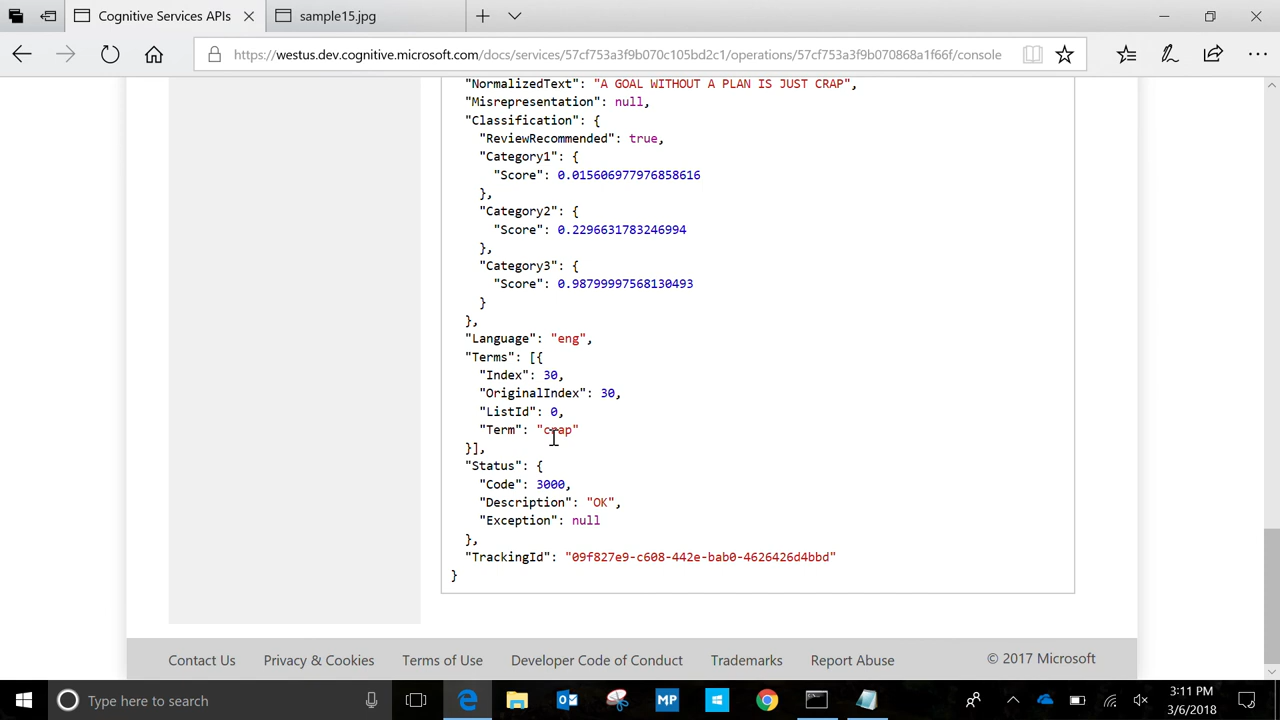 Cognitive Services APIs
sample15.jpg
https://westus.dev.cognitive.microsoft.com/docs/services/57cf753a3f9b070c105bd2c1/operations/57cf753a3f9b070868a1f66f/console
"NormalizedText": "A GOAL WITHOUT A PLAN IS JUST CRAP",
"Misrepresentation": null,
"Classification": {
"ReviewRecommended": true,
"Category1": {
"Score": 0.015606977976858616
},
"Category2": {
"Score": 0.2296631783246994
},
"Category3": {
"Score": 0.98799997568130493
}
},
"Language": "eng",
"Terms": [{
"Index": 30,
"OriginalIndex": 30,
"ListId": 0,
"Term": "crap"
}],
"Status": {
"Code": 3000,
"Description": "OK",
"Exception": null
},
"TrackingId": "09f827e9-c608-442e-bab0-4626426d4bbd"
}
Contact Us Privacy & Cookies Terms of Use Developer Code of Conduct Trademarks Report Abuse © 2017 Microsoft
Type here to search
MP
3:11 PM
3/6/2018